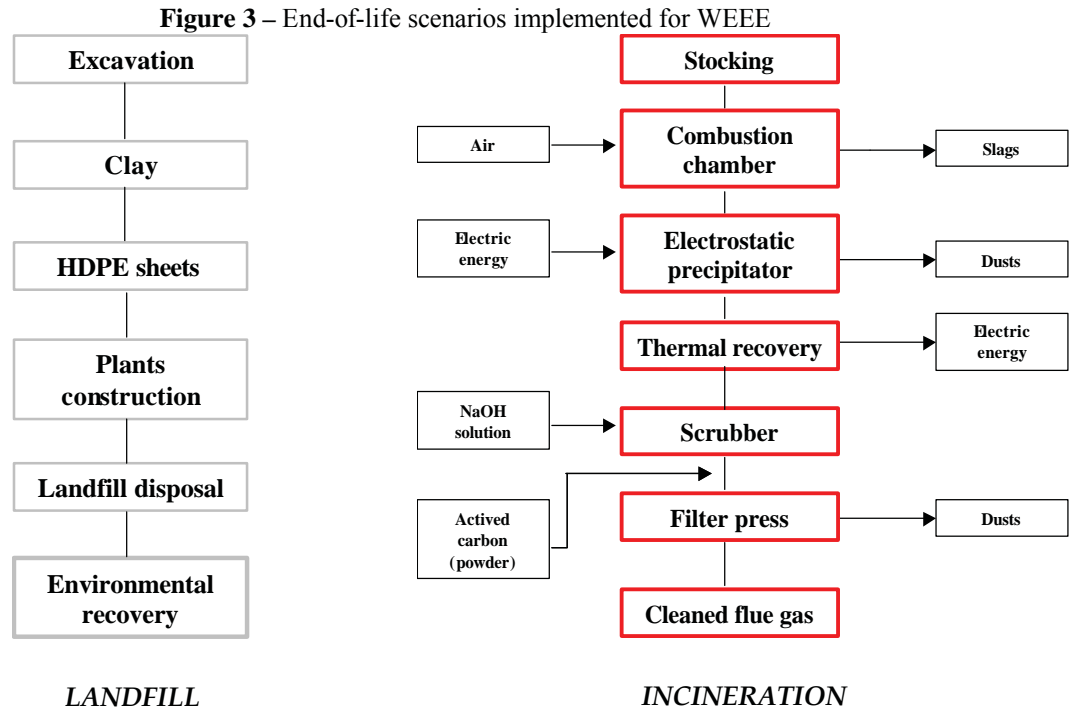 Figure 3 – End-of-life scenarios implemented for WEEE
Excavation
Clay
HDPE sheets
Plants
construction
Landfill disposal
Environmental
recovery
LANDFILL
Stocking
Air
Combustion
chamber
Slags
Electric
energy
Electrostatic
precipitator
Dusts
Thermal recovery
Electric
energy
NaOH
solution
Scrubber
Actived
carbon
(powder)
Filter press
Dusts
Cleaned flue gas
INCINERATION